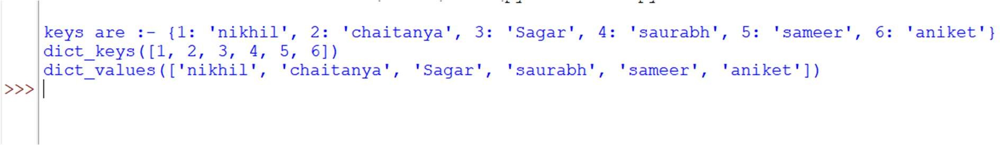 keys are :- {1: 'nikhil', 2: 'chaitanya', 3: 'Sagar', 4: 'saurabh', 5: 'sameer', 6: 'aniket'}
dict_keys([1, 2, 3, 4, 5, 6])
dict_values(['nikhil', 'chaitanya', 'Sagar', 'saurabh', 'sameer', 'aniket'])
>>>